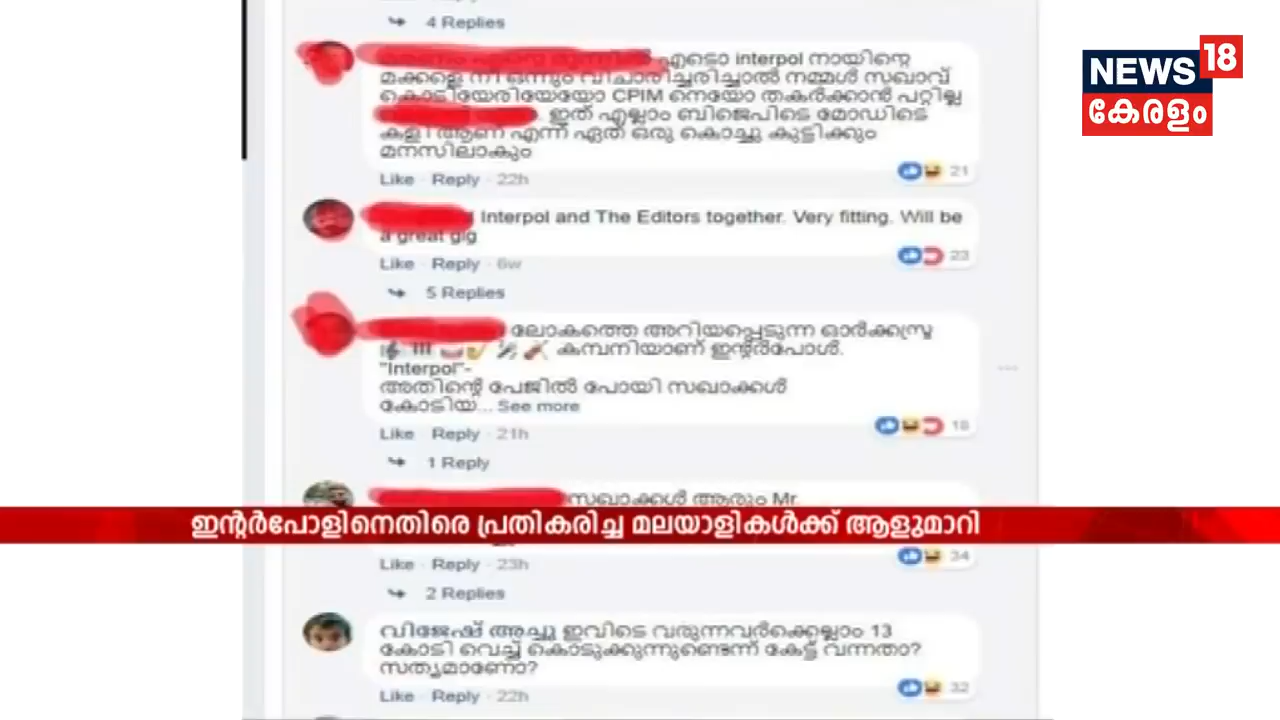 4 Replies
എടൊ interpol നായിന്റെ
മക്കളെ നീ ഒന്നും വിചാരിച്ചരിച്ചാൽ നമ്മൾ സഖാവ്
കൊടിയേരിയേയോ CPIM നെയോ തകർക്കാൻ പറ്റില്ല
ഇത് എല്ലാം ബിജെപിടെ മോഡിടെ
കളി ആണ് എന്ന് ഏത് ഒരു കൊച്ചു കുട്ടിക്കും
മനസിലാകും
Like · Reply · 22h
21
Interpol and The Editors together. Very fitting. Will be
a great gig
Like · Reply · 6w
23
5 Replies
ലോകത്തെ അറിയപ്പെടുന്ന ഓർക്കസ്ട്ര
കമ്പനിയാണ് ഇന്റർപോൾ.
"Interpol"-
അതിന്റെ പേജിൽ പോയി സഖാക്കൾ
കോടിയ... See more
Like · Reply · 21h
18
1 Reply
സഖാക്കൾ ആരും Mr.
ഇന്റർപോളിനെതിരെ പ്രതികരിച്ച മലയാളികൾക്ക് ആളുമാറി
Like · Reply · 23h
34
2 Replies
വിജേഷ് അച്ചു ഇവിടെ വരുന്നവർക്കെല്ലാം 13
കോടി വെച്ച് കൊടുക്കുന്നുണ്ടെന്ന് കേട്ട് വന്നതാ?
സത്യമാണോ?
Like · Reply · 22h
32
NEWS 18
കേരളം